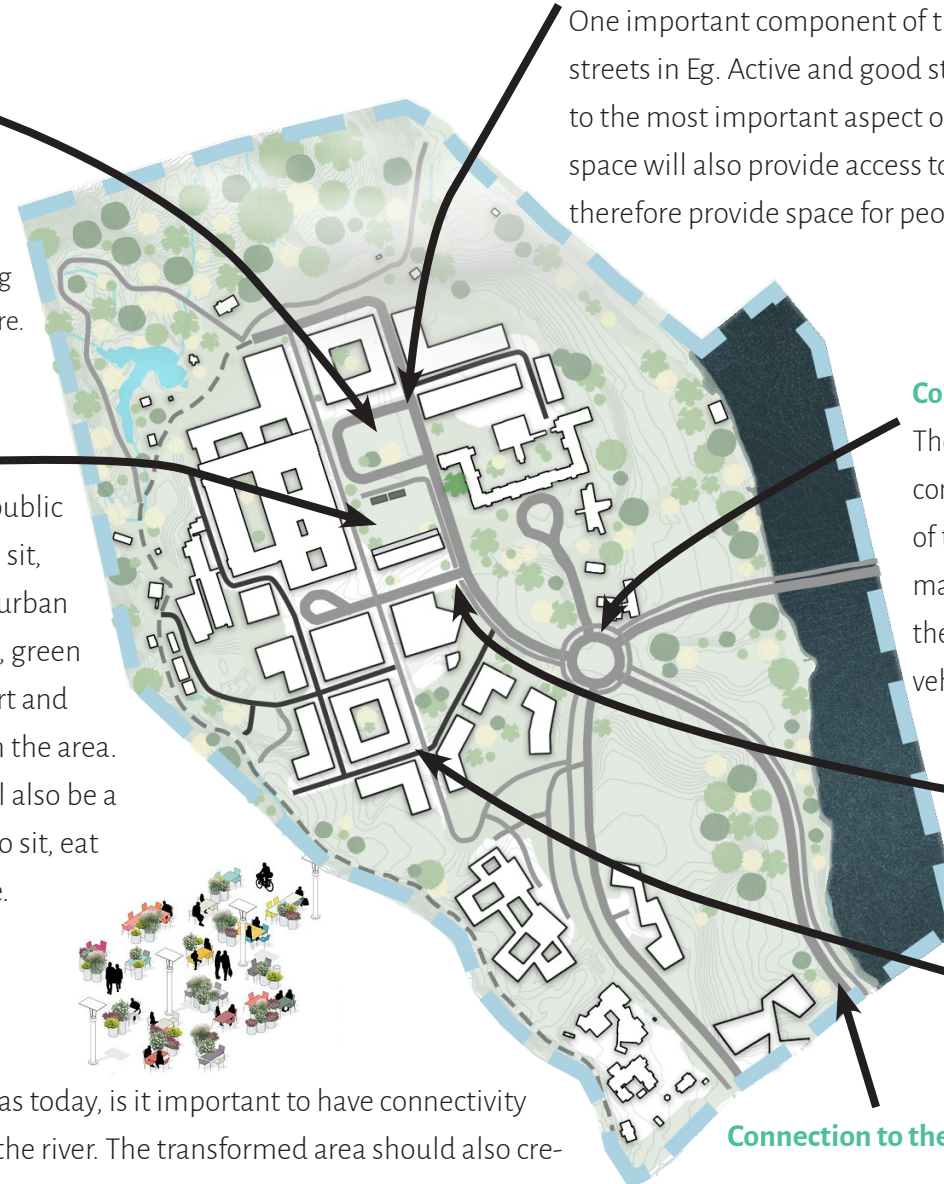 One important component of t
streets in Eg. Active and good st
to the most important aspect o
space will also provide access to
therefore provide space for peo
g
re.
public
sit,
urban
, green
rt and
n the area.
l also be a
o sit, eat
e.
as today, is it important to have connectivity
the river. The transformed area should also cre-
Co
The
con
of t
ma
the
veh
Connection to the